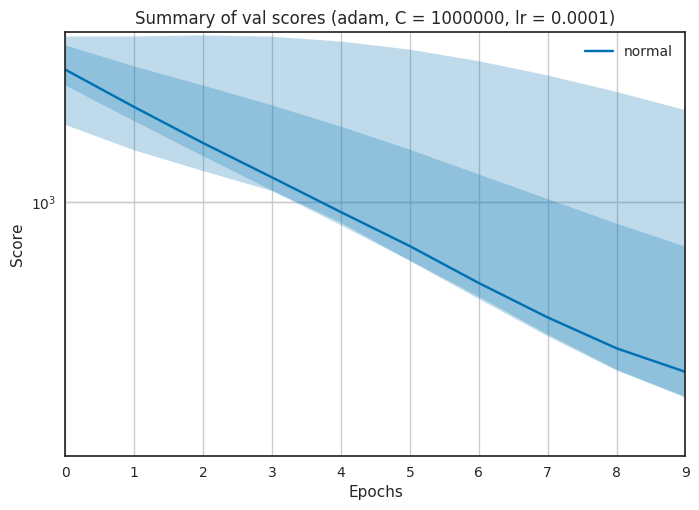 Summary of val scores (adam, C = 1000000, lr = 0.0001)
normal
10³
Score
0 1 2 3 4 5 6 7 8 9
Epochs